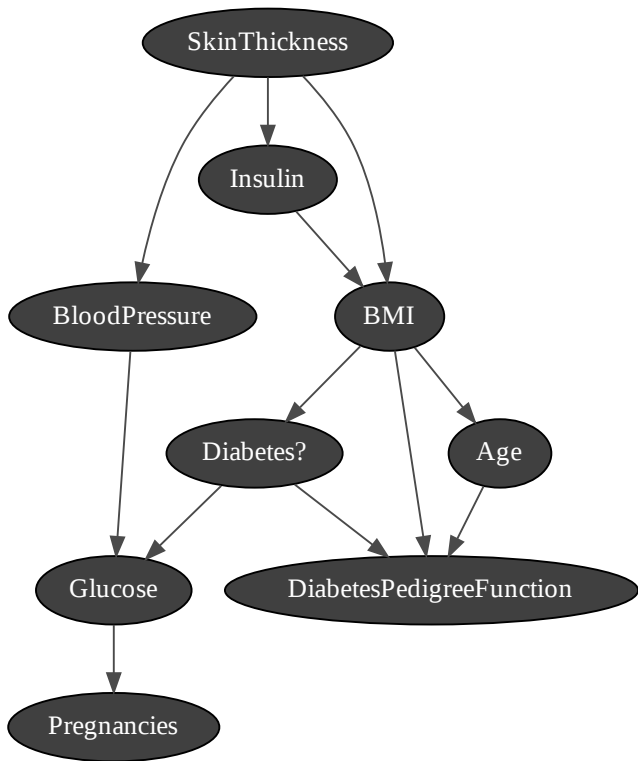 SkinThickness
Insulin
BloodPressure
BMI
Diabetes?
Age
Glucose
DiabetesPedigreeFunction
Pregnancies